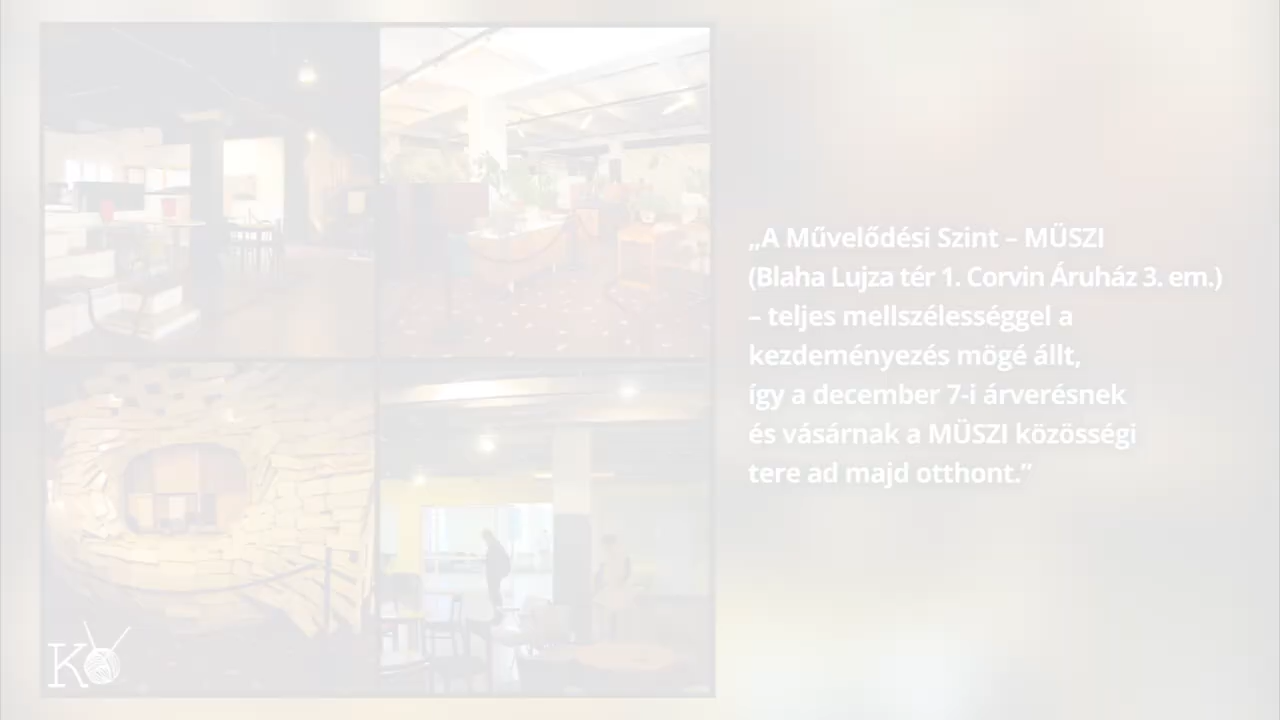 „A Művelődési Szint – MÜSZI
(Blaha Lujza tér 1. Corvin Áruház 3. em.)
– teljes mellszélességgel a
kezdeményezés mögé állt,
így a december 7-i árverésnek
és vásárnak a MÜSZI közösségi
tere ad majd otthont.”
K